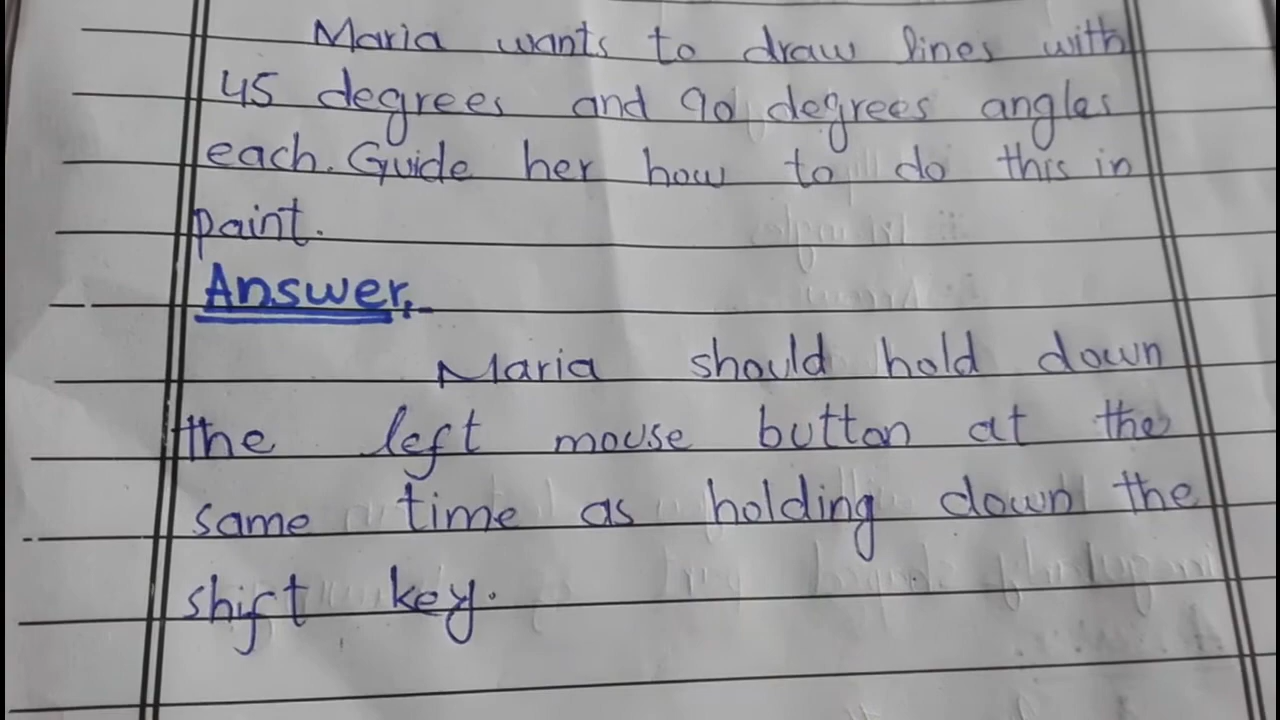 Maria wants to draw lines with
45 degrees and 90 degrees angles
each. Guide her how to do this in
paint.
Answer:
Maria should hold down
the left mouse button at the
same time as holding down the
shift key.